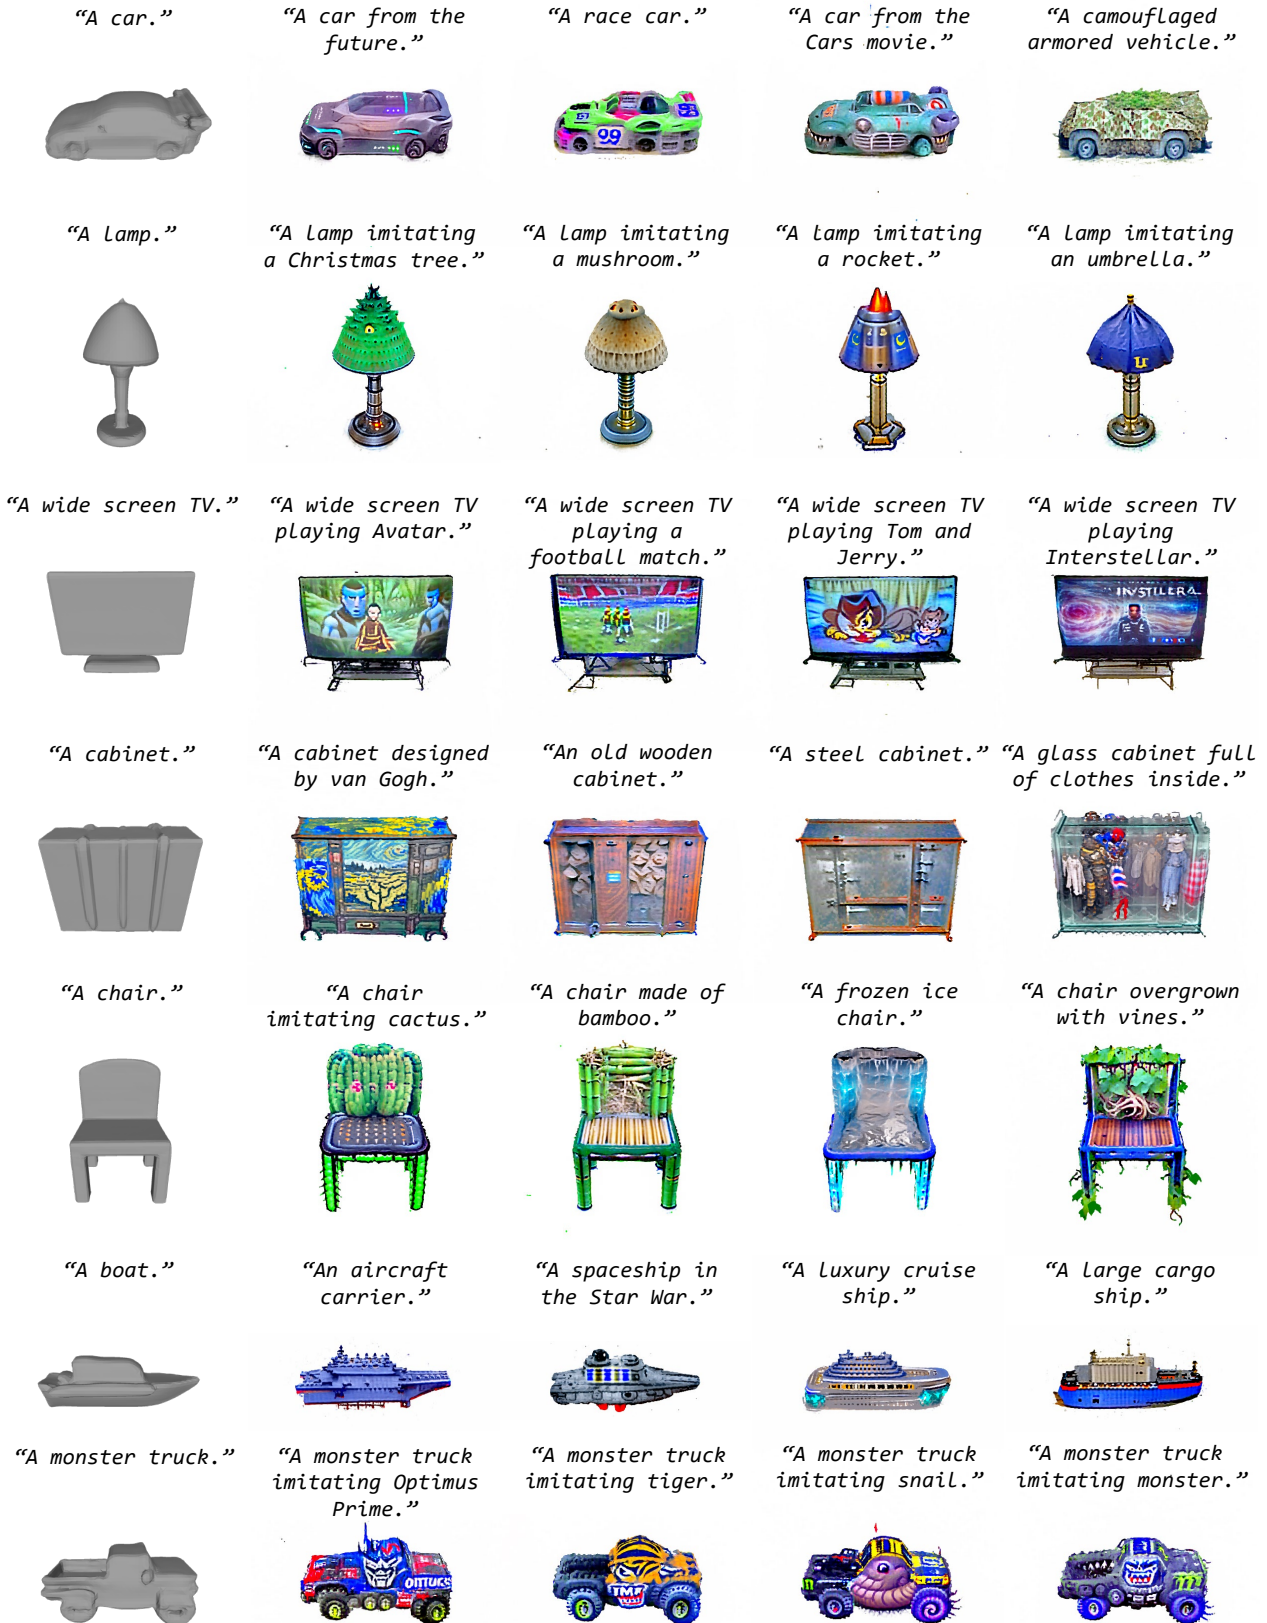 “A car.”
“A car from the
future.”
“A race car.”
“A car from the
Cars movie.”
“A camouflaged
armored vehicle.”
99
“A lamp.”
“A lamp imitating
a Christmas tree.”
“A lamp imitating
a mushroom.”
“A lamp imitating
a rocket.”
“A lamp imitating
an umbrella.”
“A wide screen TV.”
“A wide screen TV
playing Avatar.”
“A wide screen TV
playing a
football match.”
“A wide screen TV
playing Tom and
Jerry.”
“A wide screen TV
playing
Interstellar.”
“A cabinet.”
“A cabinet designed
by van Gogh.”
“An old wooden
cabinet.”
“A steel cabinet.”
“A glass cabinet full
of clothes inside.”
“A chair.”
“A chair
imitating cactus.”
“A chair made of
bamboo.”
“A frozen ice
chair.”
“A chair overgrown
with vines.”
“A boat.”
“An aircraft
carrier.”
“A spaceship in
the Star War.”
“A luxury cruise
ship.”
“A large cargo
ship.”
“A monster truck.”
“A monster truck
imitating Optimus
Prime.”
“A monster truck
imitating tiger.”
“A monster truck
imitating snail.”
“A monster truck
imitating monster.”